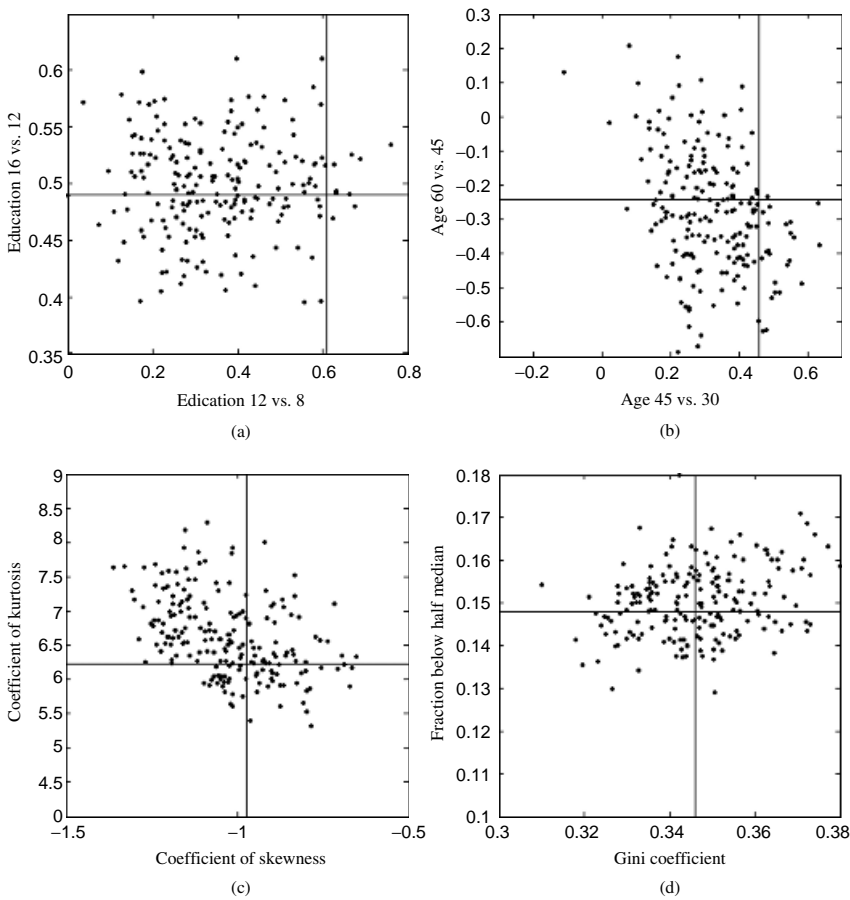 0.6
0.55
0.5
0.45
0.4
0.35
0 0.2 0.4 0.6 0.8
Education 16 vs. 12
Edication 12 vs. 8
(a)
0.3
0.2
0.1
0
–0.1
–0.2
–0.3
–0.4
–0.5
–0.6
–0.2 0 0.2 0.4 0.6
Age 60 vs. 45
Age 45 vs. 30
(b)
9
8.5
8
7.5
7
6.5
6
5.5
5
4.5
0
–1.5 –1 –0.5
Coefficient of kurtosis
Coefficient of skewness
(c)
0.18
0.17
0.16
0.15
0.14
0.13
0.12
0.11
0.1
0.3 0.32 0.34 0.36 0.38
Fraction below half median
Gini coefficient
(d)